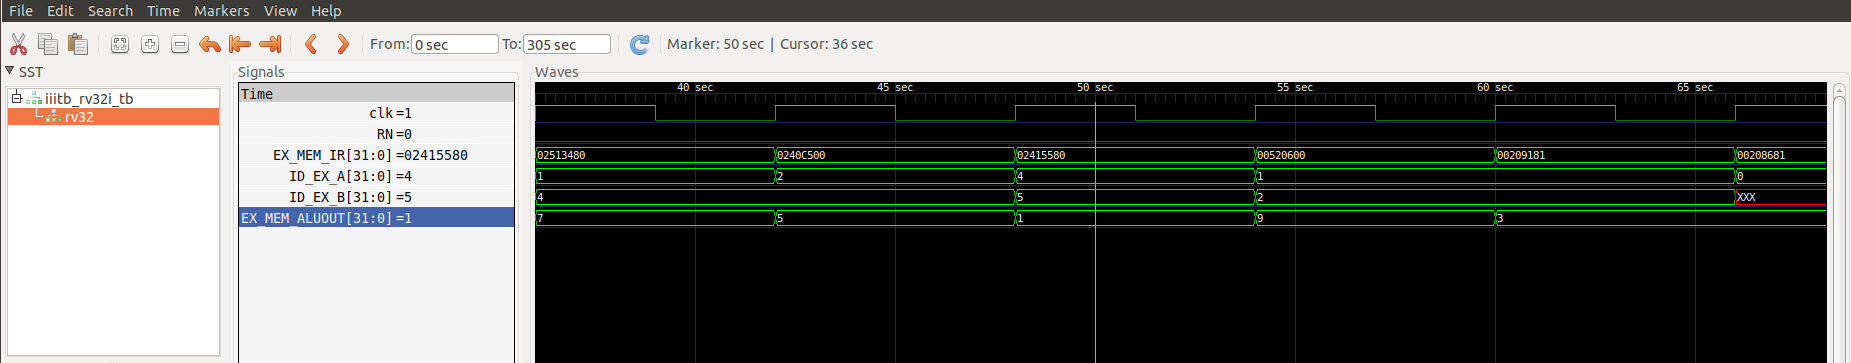 File Edit Search Time Markers View Help
From: 0 sec To: 305 sec Marker: 50 sec | Cursor: 36 sec
SST
iiitb_rv32i_tb
rv32
Signals
Time
clk=1
RN=0
EX_MEM_IR[31:0]=02415580
ID_EX_A[31:0]=4
ID_EX_B[31:0]=5
EX_MEM_ALUOUT[31:0]=1
Waves
40 sec 45 sec 50 sec 55 sec 60 sec 65 sec
02513480 0240C500 02415580 00520600 00209181 00208681
1 2 4 1 0
4 5 2 XXX
7 5 1 9 3